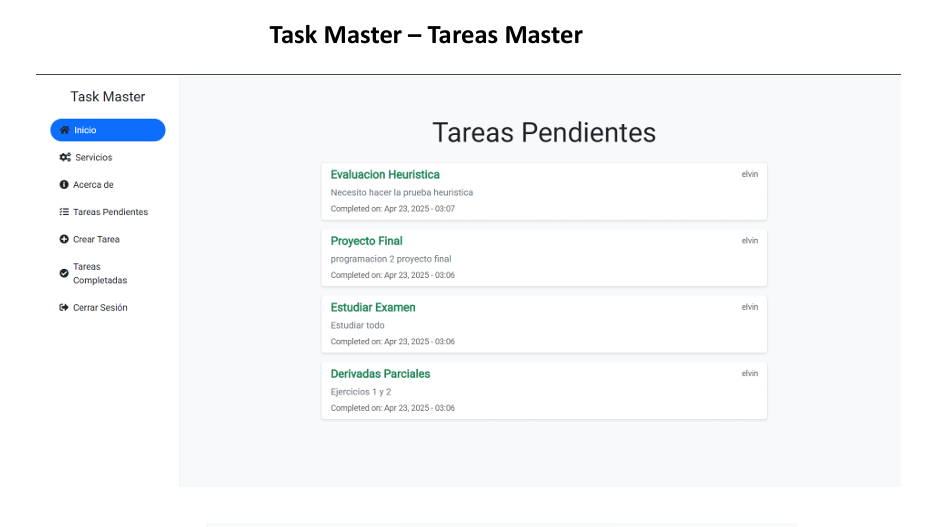 Task Master – Tareas Master
Task Master
Inicio
Servicios
Acerca de
Tareas Pendientes
Crear Tarea
Tareas
Completadas
Cerrar Sesión
Tareas Pendientes
Evaluacion Heuristica
elvin
Necesito hacer la prueba heuristica
Completed on: Apr 23, 2025 - 03:07
Proyecto Final
elvin
programacion 2 proyecto final
Completed on: Apr 23, 2025 - 03:06
Estudiar Examen
elvin
Estudiar todo
Completed on: Apr 23, 2025 - 03:06
Derivadas Parciales
elvin
Ejercicios 1 y 2
Completed on: Apr 23, 2025 - 03:06